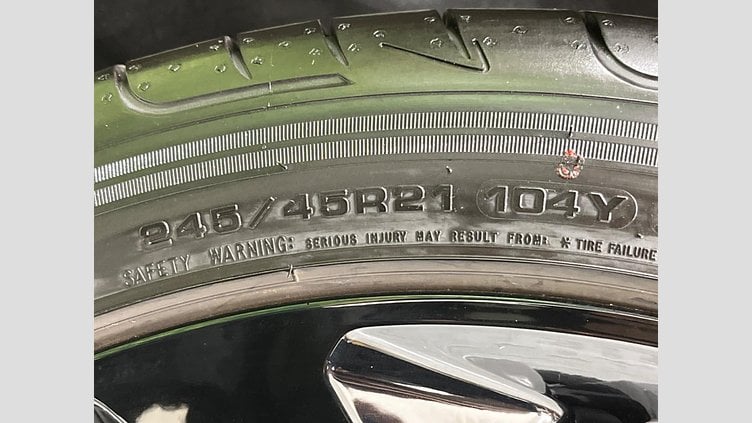 245/45R21 104Y
SAFETY WARNING: SERIOUS INJURY MAY RESULT FROM: * TIRE FAILURE